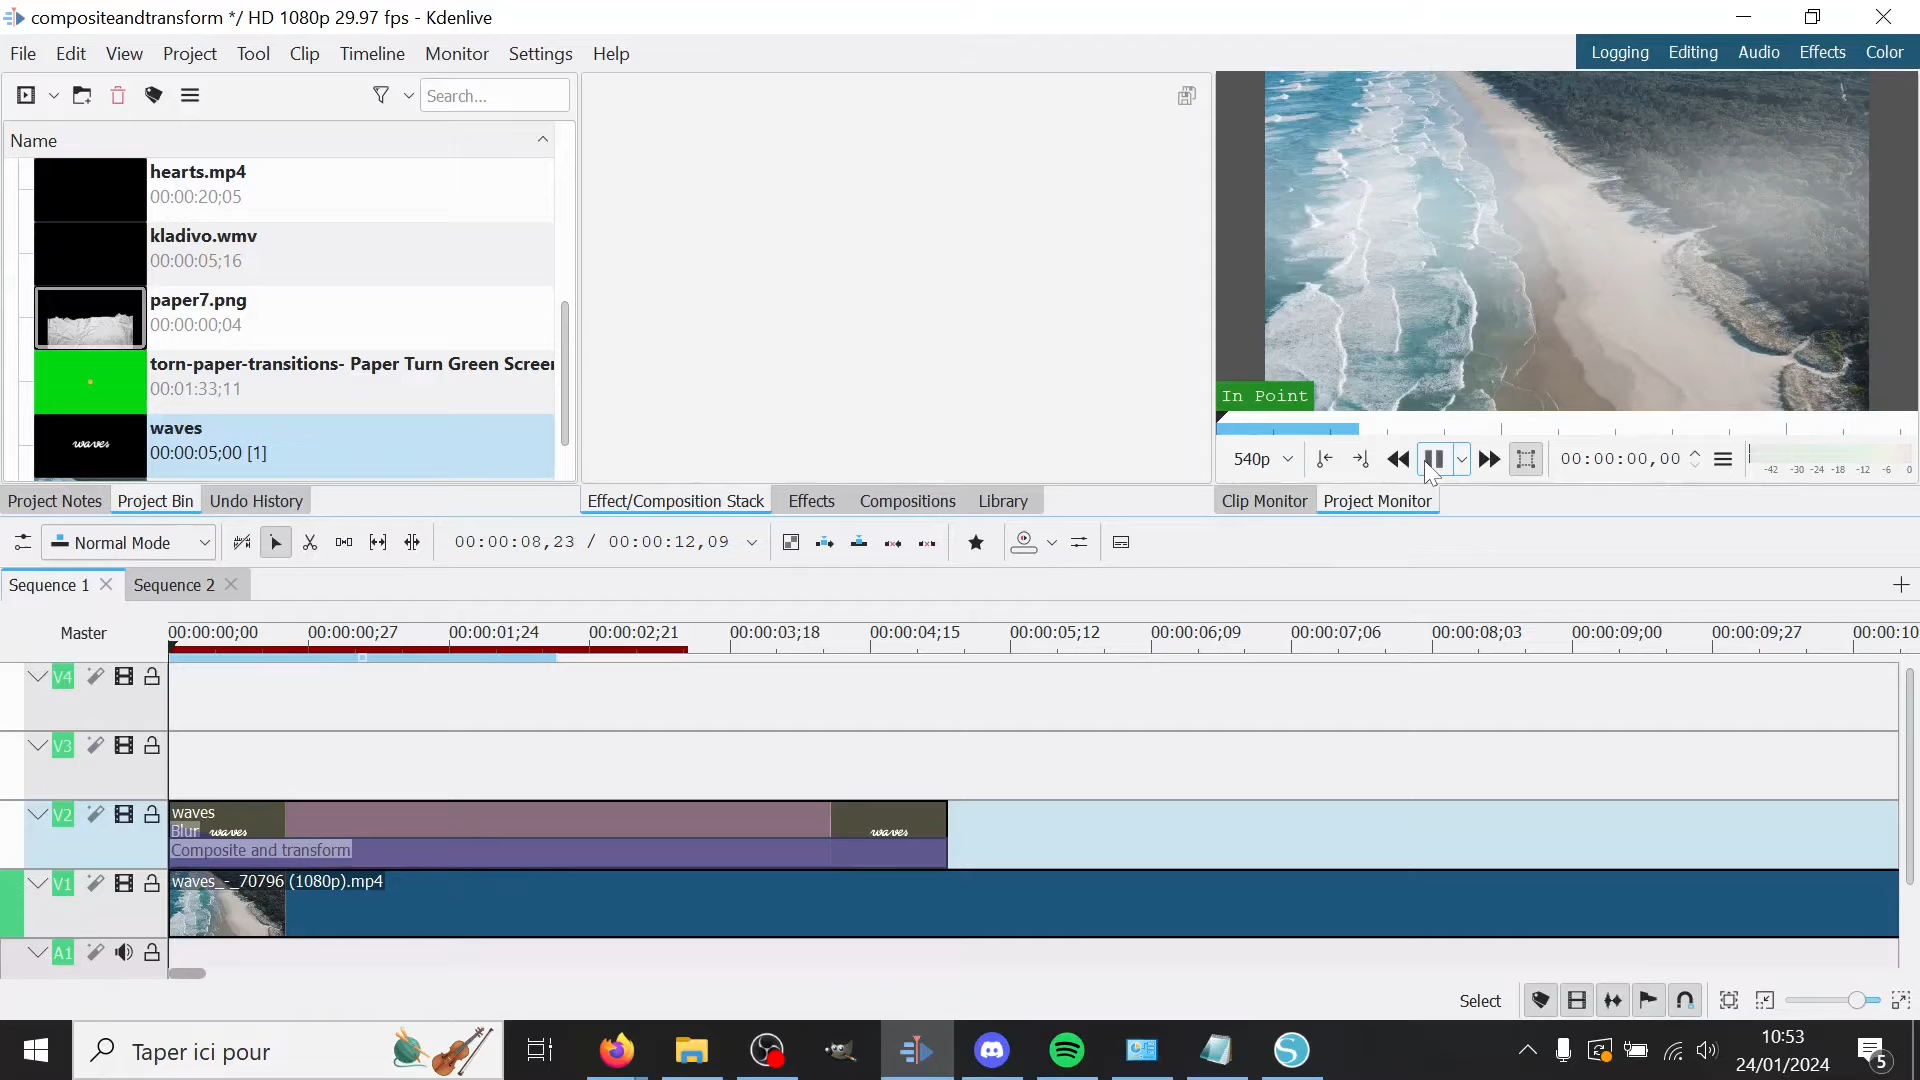 compositeandtransform */ HD 1080p 29.97 fps - Kdenlive
File Edit View Project Tool Clip Timeline Monitor Settings Help
Logging Editing Audio Effects Color
Search...
Name
hearts.mp4
00:00:20;05
kladivo.wmv
00:00:05;16
paper7.png
00:00:00;04
torn-paper-transitions- Paper Turn Green Screen
00:01:33;11
waves
waves
00:00:05;00 [1]
In Point
540p
00:00:00,00
-42 -30 -24 -18 -12 -6 0
Project Notes Project Bin Undo History
Effect/Composition Stack Effects Compositions Library
Clip Monitor Project Monitor
Normal Mode
00:00:08,23 / 00:00:12,09
Sequence 1
Sequence 2
Master
00:00:00;00 00:00:00;27 00:00:01;24 00:00:02;21 00:00:03;18 00:00:04;15 00:00:05;12 00:00:06;09 00:00:07;06 00:00:08;03 00:00:09;00 00:00:09;27 00:00:10
V4
V3
V2
waves
Blur
waves
waves
Composite and transform
V1
waves_-_70796 (1080p).mp4
A1
Select
Taper ici pour
10:53
24/01/2024
5